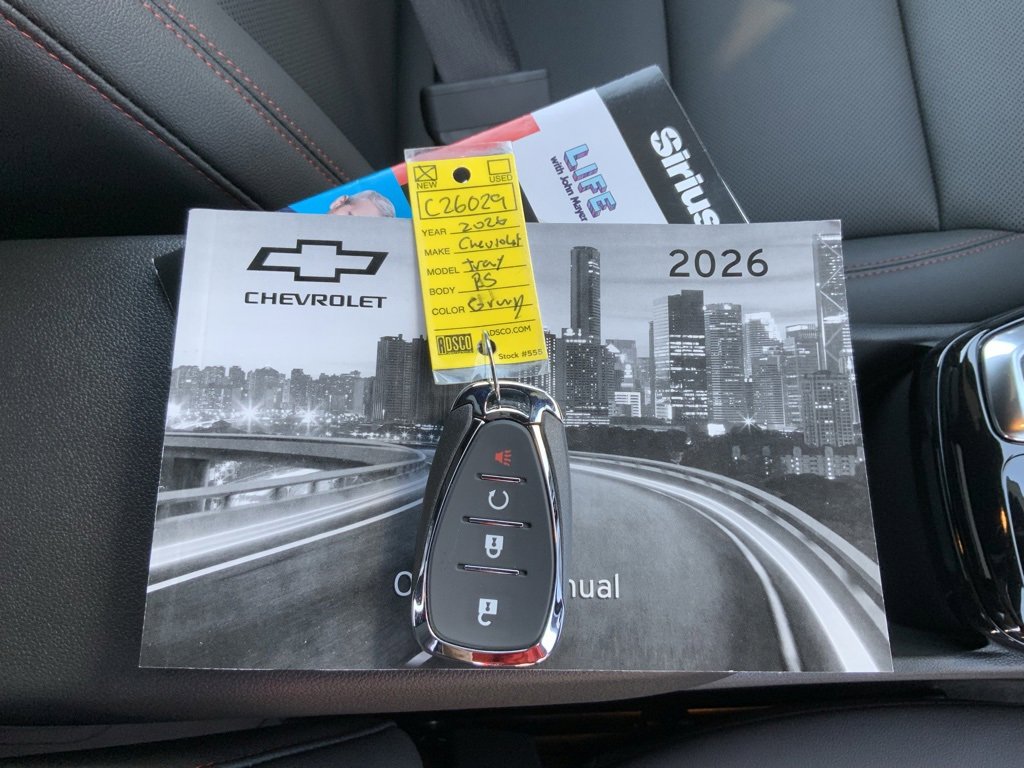 Sirius
LIFE
with John Mayer
NEW
USED
C26029
YEAR 2026
MAKE Chevrolet
MODEL trax
BODY RS
COLOR Gray
ADSCO
ADSCO.COM
Stock #555
CHEVROLET
2026
O nual